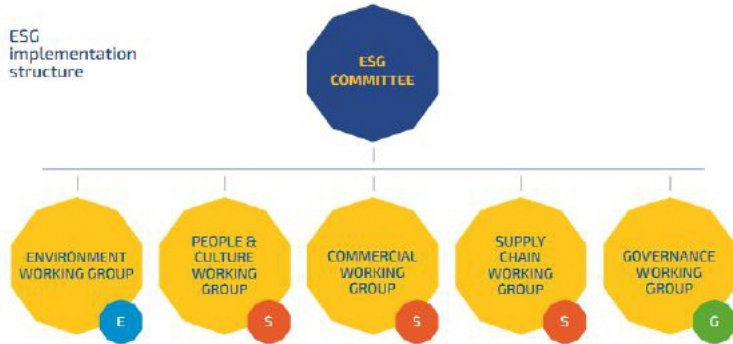 ESG
implementation
structure
ESG
COMMITTEE
ENVIRONMENT
WORKING GROUP
E
PEOPLE &
CULTURE
WORKING
GROUP
S
COMMERCIAL
WORKING
GROUP
S
SUPPLY
CHAIN
WORKING
GROUP
S
GOVERNANCE
WORKING
GROUP
G